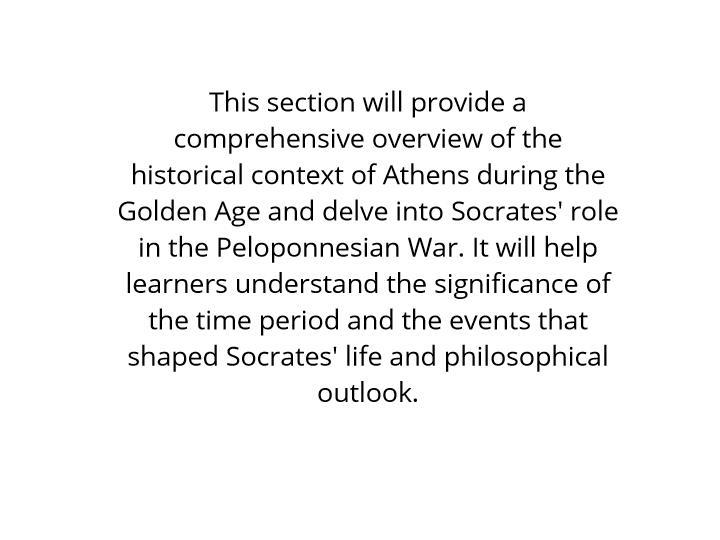 This section will provide a
comprehensive overview of the
historical context of Athens during the
Golden Age and delve into Socrates' role
in the Peloponnesian War. It will help
learners understand the significance of
the time period and the events that
shaped Socrates' life and philosophical
outlook.